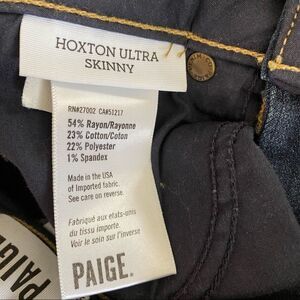 HOXTON ULTRA
SKINNY
RN#27002 CA#51217
54% Rayon/Rayonne
23% Cotton/Coton
22% Polyester
1% Spandex
Made in the USA
of Imported fabric.
See care on reverse.
Fabriqué aux etats-unis
du tissu importe.
Voir le soin sur l'inverse
PAIGE.
PAIGE